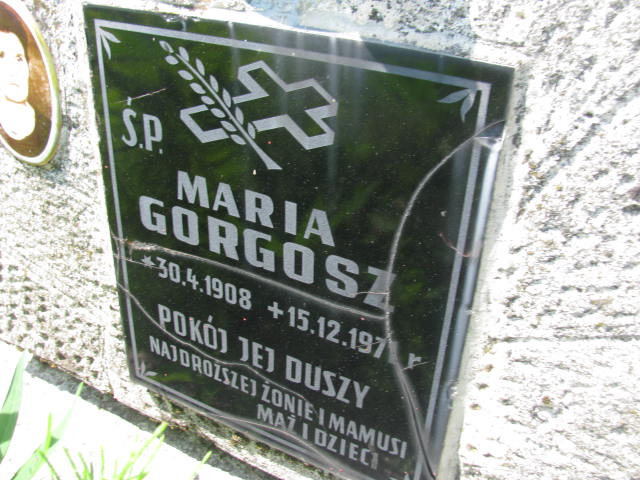 Ś.P.
MARIA
GORGOSZ
*30.4.1908 +15.12.197
POKÓJ JEJ DUSZY
NAJDROŻSZEJ ŻONIE I MAMUSI
MĄŻ I DZIECI